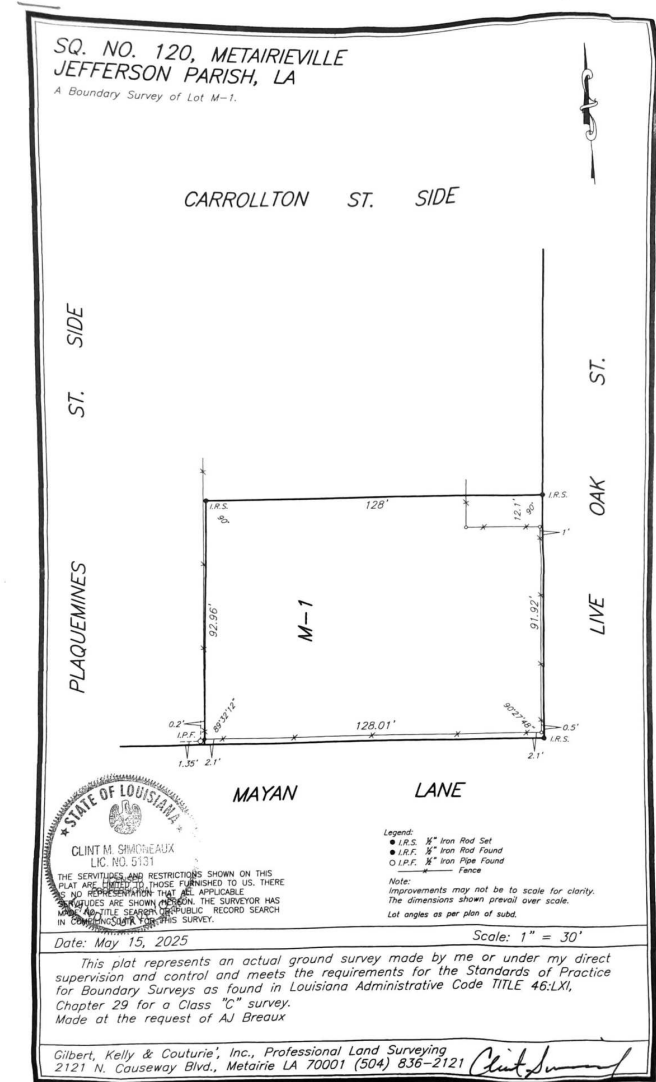 SQ. NO. 120, METAIRIEVILLE
JEFFERSON PARISH, LA
A Boundary Survey of Lot M-1.
CARROLLTON ST. SIDE
PLAQUEMINES ST. SIDE
LIVE OAK ST.
I.R.S.
90°
128'
12.1'
90°
I.R.S.
1'
92.96'
M-1
91.92'
0.2'
I.P.F.
89°32'12"
128.01'
90°27'48"
0.5'
I.R.S.
1.35'
2.1'
2.1'
MAYAN LANE
STATE OF LOUISIANA
CLINT M. SIMONEAUX
LIC. NO. 5131
LICENSED
PROFESSIONAL
THE SERVITUDES AND RESTRICTIONS SHOWN ON THIS
PLAT ARE LIMITED TO THOSE FURNISHED TO US. THERE
IS NO REPRESENTATION THAT ALL APPLICABLE
SERVITUDES ARE SHOWN HEREON. THE SURVEYOR HAS
MADE NO TITLE SEARCH OR PUBLIC RECORD SEARCH
IN COMPILING DATA FOR THIS SURVEY.
Legend:
I.R.S. ½" Iron Rod Set
I.R.F. ½" Iron Rod Found
I.P.F. ½" Iron Pipe Found
Fence
Note:
Improvements may not be to scale for clarity.
The dimensions shown prevail over scale.
Lot angles as per plan of subd.
Date: May 15, 2025
Scale: 1" = 30'
This plat represents an actual ground survey made by me or under my direct
supervision and control and meets the requirements for the Standards of Practice
for Boundary Surveys as found in Louisiana Administrative Code TITLE 46:LXI,
Chapter 29 for a Class "C" survey.
Made at the request of AJ Breaux
Gilbert, Kelly & Couturie', Inc., Professional Land Surveying
2121 N. Causeway Blvd., Metairie LA 70001 (504) 836-2121